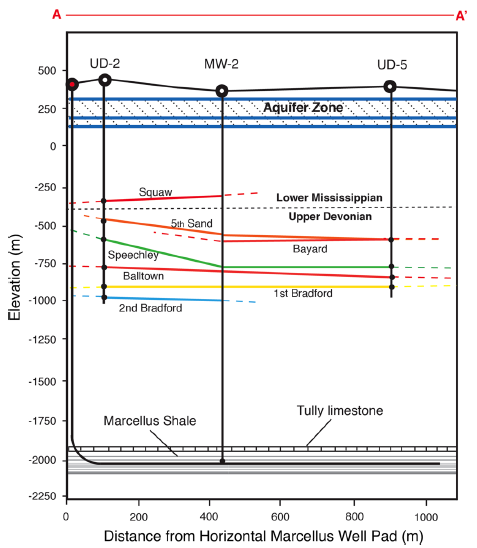 A A'
UD-2 MW-2 UD-5
500
250
0
-250
-500
-750
-1000
-1250
-1500
-1750
-2000
-2250
Elevation (m)
Aquifer Zone
Squaw
Lower Mississippian
Upper Devonian
5th Sand
Bayard
Speechley
Balltown
1st Bradford
2nd Bradford
Tully limestone
Marcellus Shale
0 200 400 600 800 1000
Distance from Horizontal Marcellus Well Pad (m)